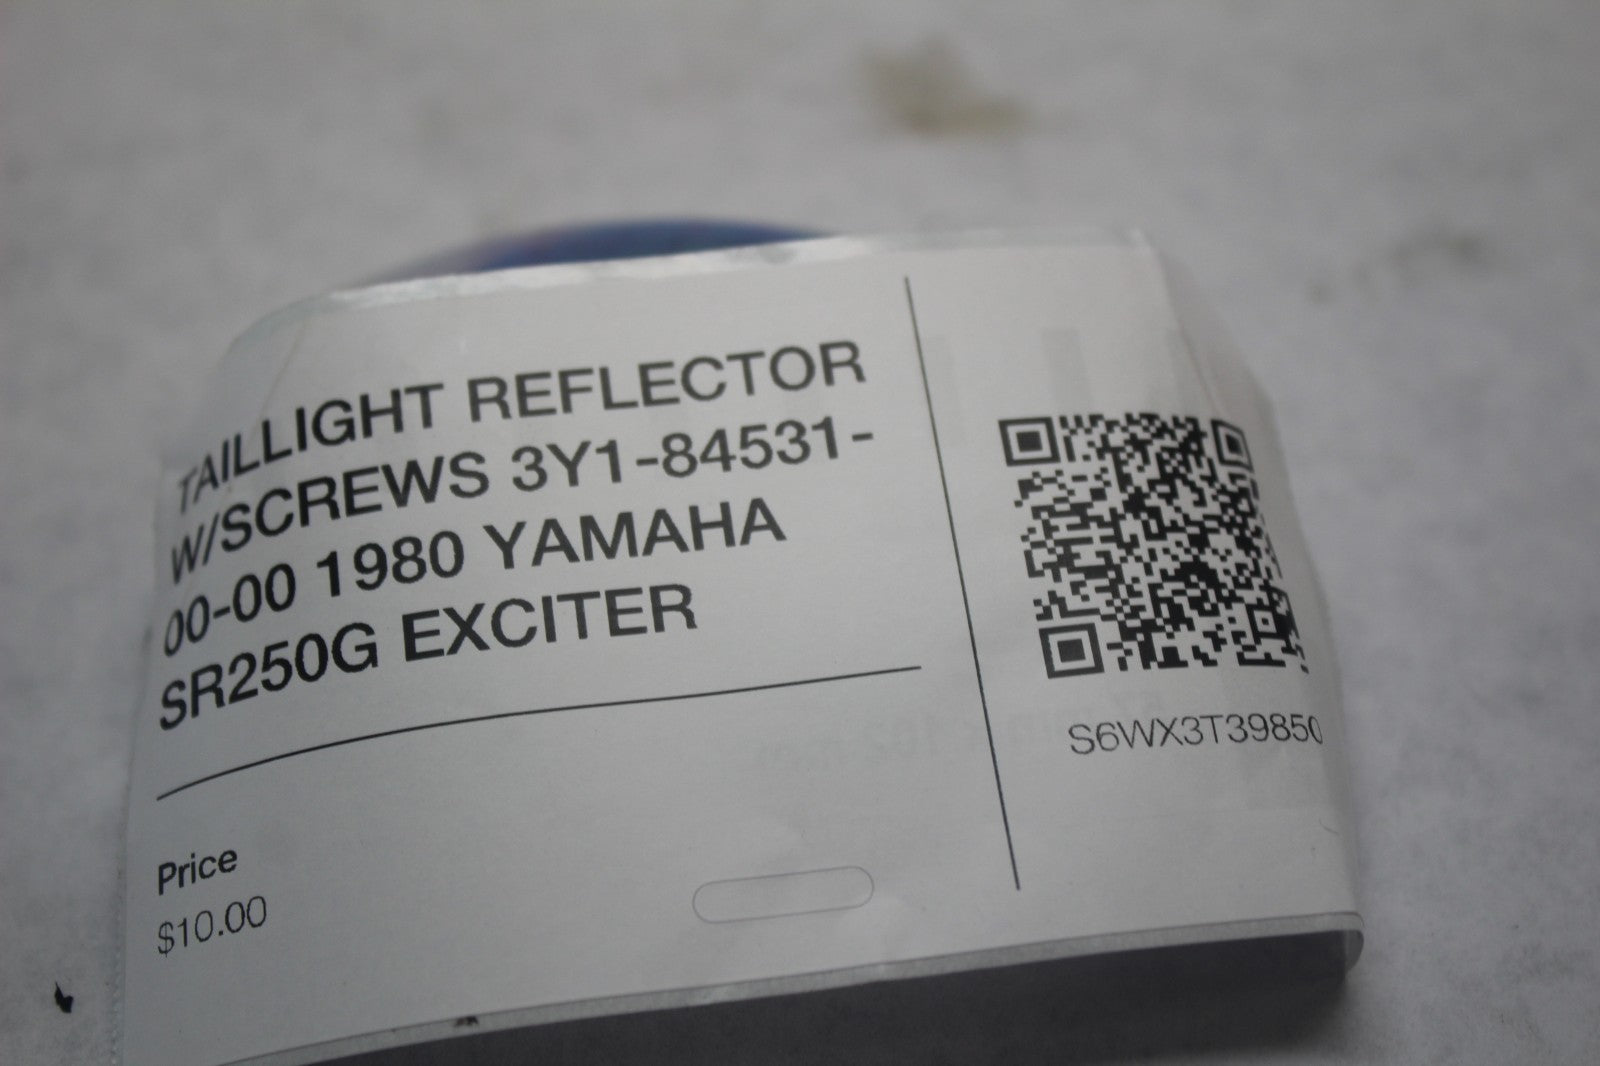 TAILLIGHT REFLECTOR
W/SCREWS 3Y1-84531-
00-00 1980 YAMAHA
SR250G EXCITER
Price
$10.00
S6WX3T39850